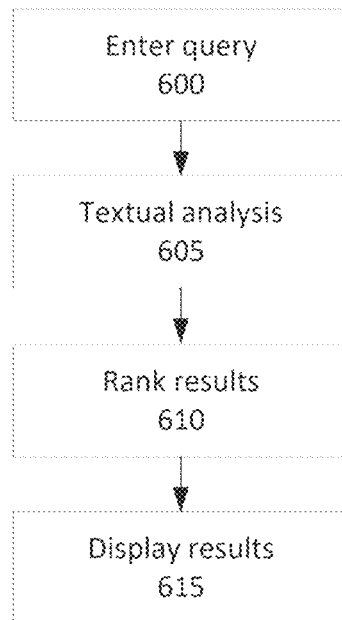 Enter query
600
Textual analysis
605
Rank results
610
Display results
615